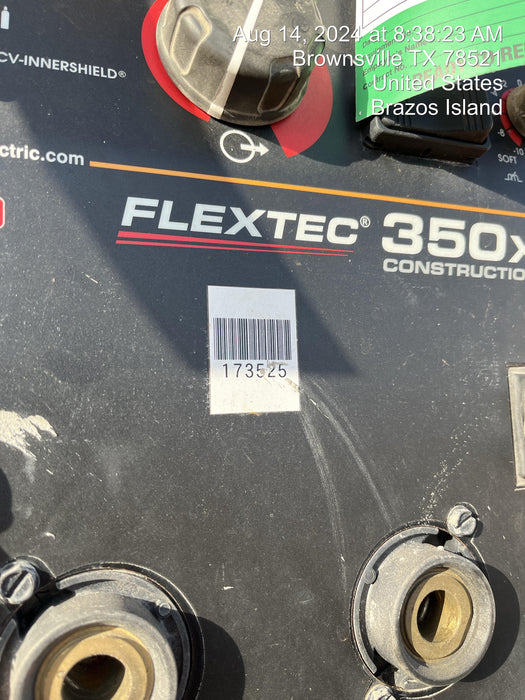 Aug 14, 2024 at 8:38:23 AM
Brownsville TX 78521
United States
Brazos Island
CV-INNERSHIELD®
ctric.com
SOFT
-8
-10
FLEXTEC® 350x
CONSTRUCTIO
173525